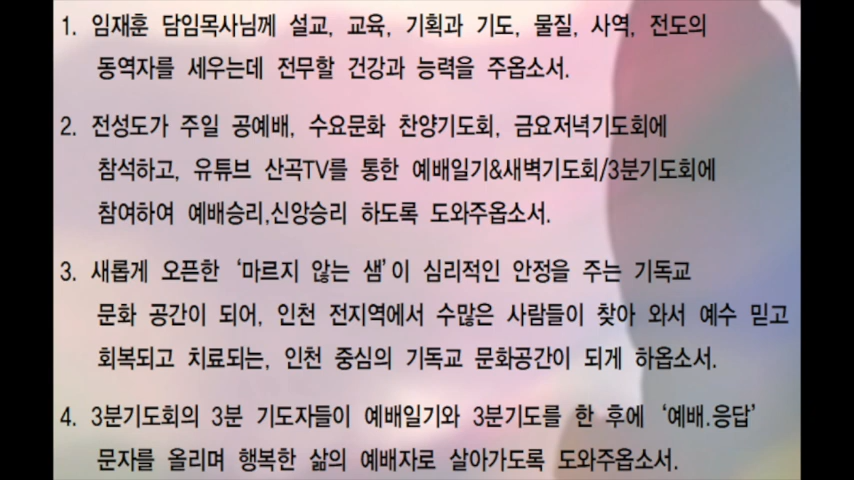 1. 임재훈 담임목사님께 설교, 교육, 기획과 기도, 물질, 사역, 전도의
동역자를 세우는데 전무할 건강과 능력을 주옵소서.
2. 전성도가 주일 공예배, 수요문화 찬양기도회, 금요저녁기도회에
참석하고, 유튜브 산곡TV를 통한 예배일기&새벽기도회/3분기도회에
참여하여 예배승리,신앙승리 하도록 도와주옵소서.
3. 새롭게 오픈한 ‘마르지 않는 샘’이 심리적인 안정을 주는 기독교
문화 공간이 되어, 인천 전지역에서 수많은 사람들이 찾아 와서 예수 믿고
회복되고 치료되는, 인천 중심의 기독교 문화공간이 되게 하옵소서.
4. 3분기도회의 3분 기도자들이 예배일기와 3분기도를 한 후에 ‘예배.응답’
문자를 올리며 행복한 삶의 예배자로 살아가도록 도와주옵소서.